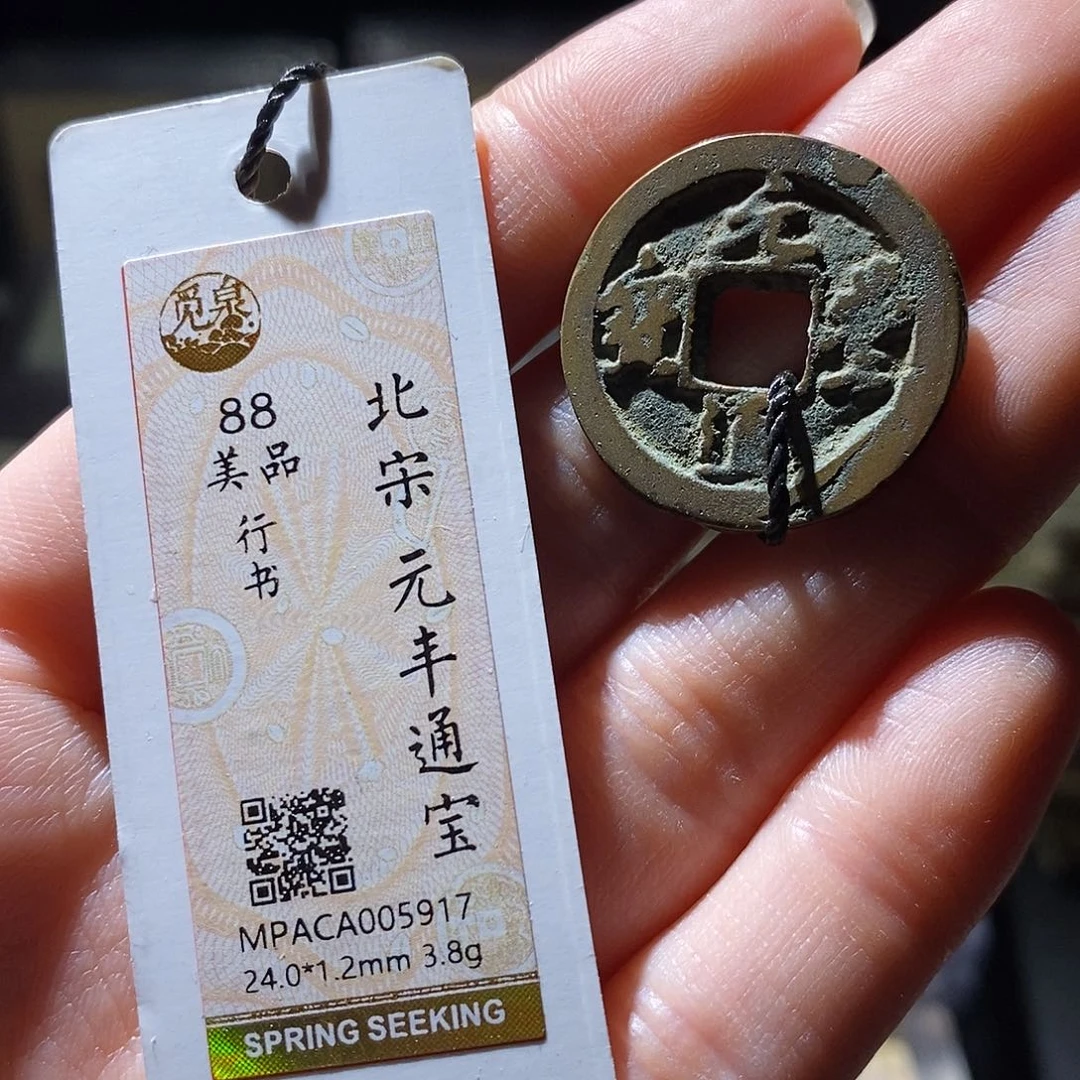 觅泉
北宋元丰通宝
88
美品
行书
MPACA005917
24.0*1.2mm 3.8g
SPRING SEEKING